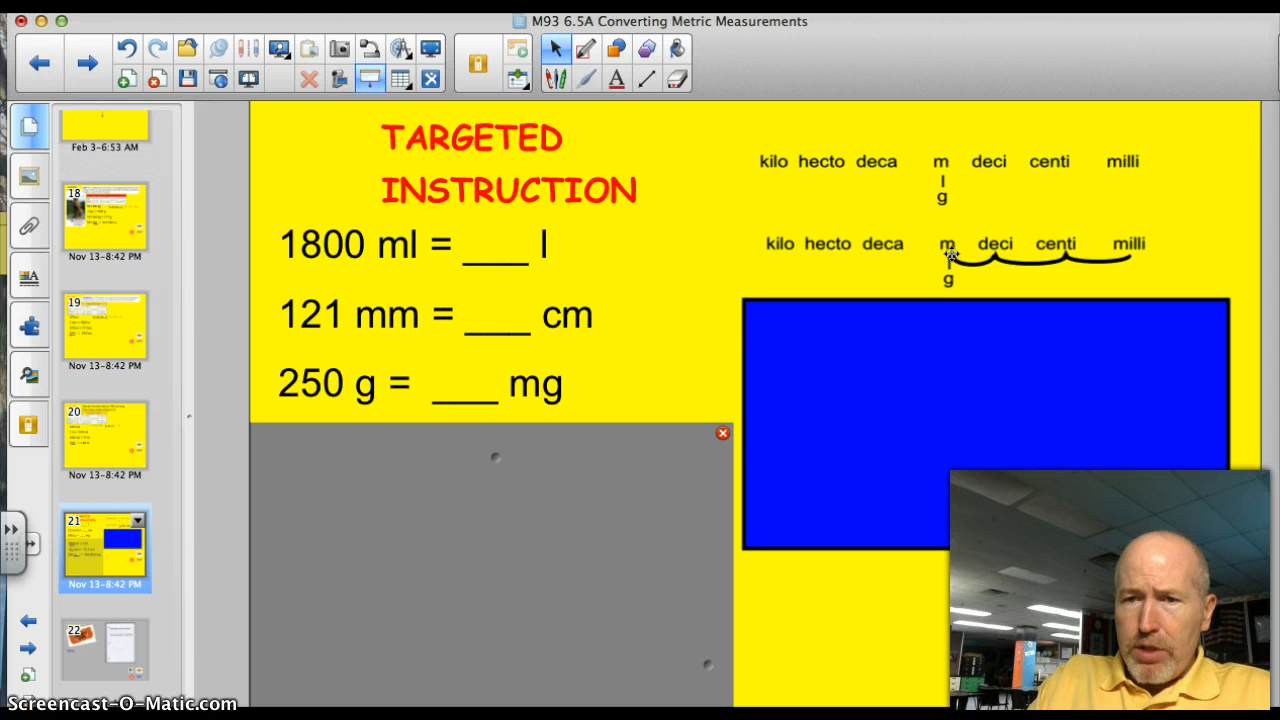 M93 6.5A Converting Metric Measurements
Feb 3-6:53 AM
18
Nov 13-8:42 PM
19
Nov 13-8:42 PM
20
Nov 13-8:42 PM
21
Nov 13-8:42 PM
22
TARGETED
INSTRUCTION
1800 ml = ___ l
121 mm = ___ cm
250 g = ___ mg
kilo hecto deca m deci centi milli
l
g
kilo hecto deca m deci centi milli
l
g
Screencast-O-Matic.com